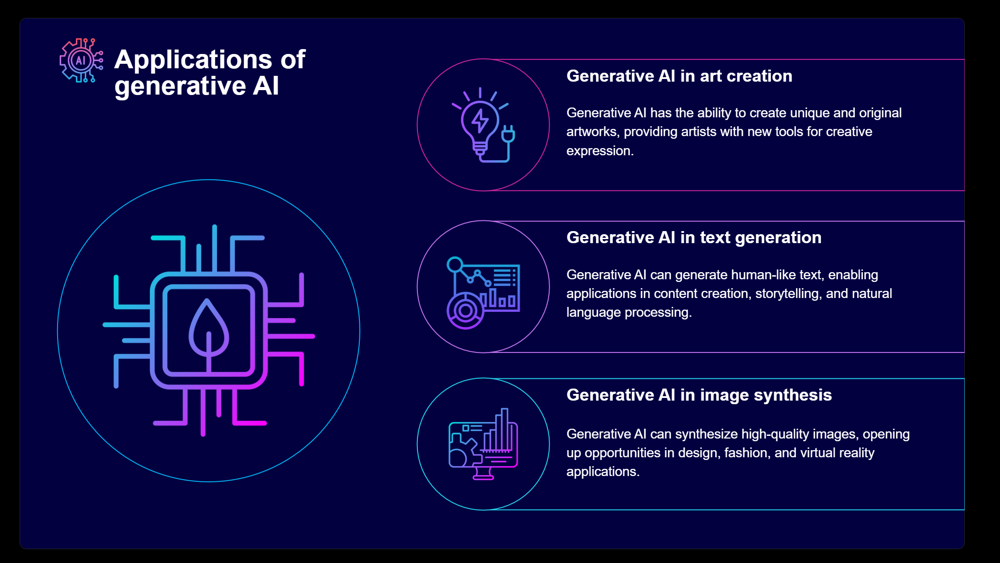 AI
Applications of
generative AI
Generative AI in art creation
Generative AI has the ability to create unique and original
artworks, providing artists with new tools for creative
expression.
Generative AI in text generation
Generative AI can generate human-like text, enabling
applications in content creation, storytelling, and natural
language processing.
Generative AI in image synthesis
Generative AI can synthesize high-quality images, opening
up opportunities in design, fashion, and virtual reality
applications.